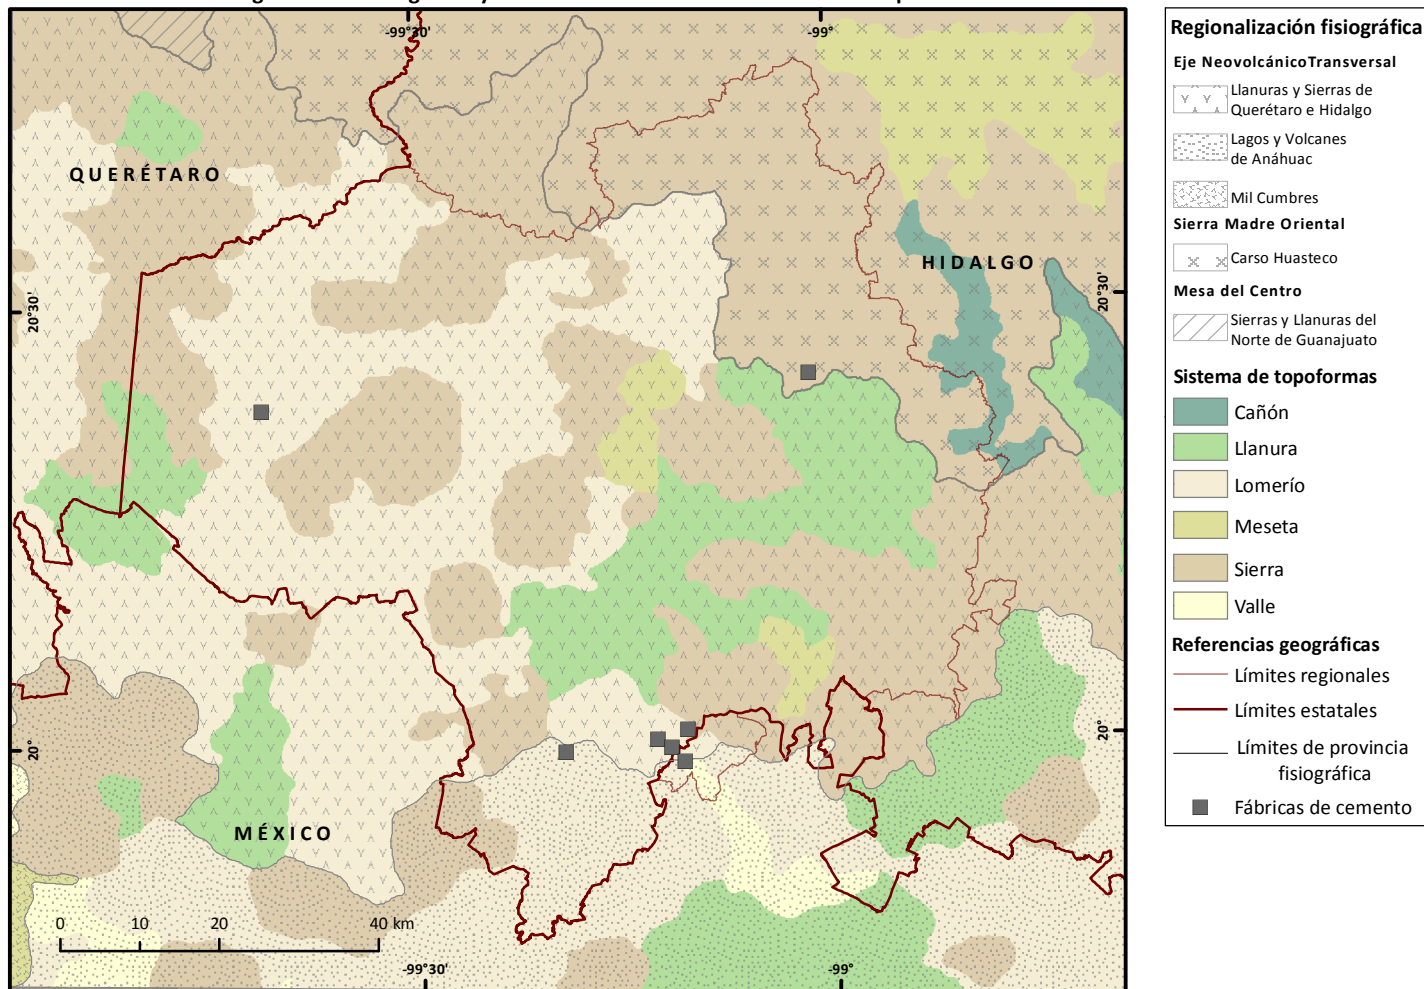 -99°30'
-99°
QUERÉTARO
HIDALGO
20°30'
20°30'
20°
20°
MÉXICO
0 10 20 40 km
-99°30'
-99°
Regionalización fisiográfica
Eje NeovolcánicoTransversal
Llanuras y Sierras de
Querétaro e Hidalgo
Lagos y Volcanes
de Anáhuac
Mil Cumbres
Sierra Madre Oriental
Carso Huasteco
Mesa del Centro
Sierras y Llanuras del
Norte de Guanajuato
Sistema de topoformas
Cañón
Llanura
Lomerío
Meseta
Sierra
Valle
Referencias geográficas
Límites regionales
Límites estatales
Límites de provincia
fisiográfica
Fábricas de cemento